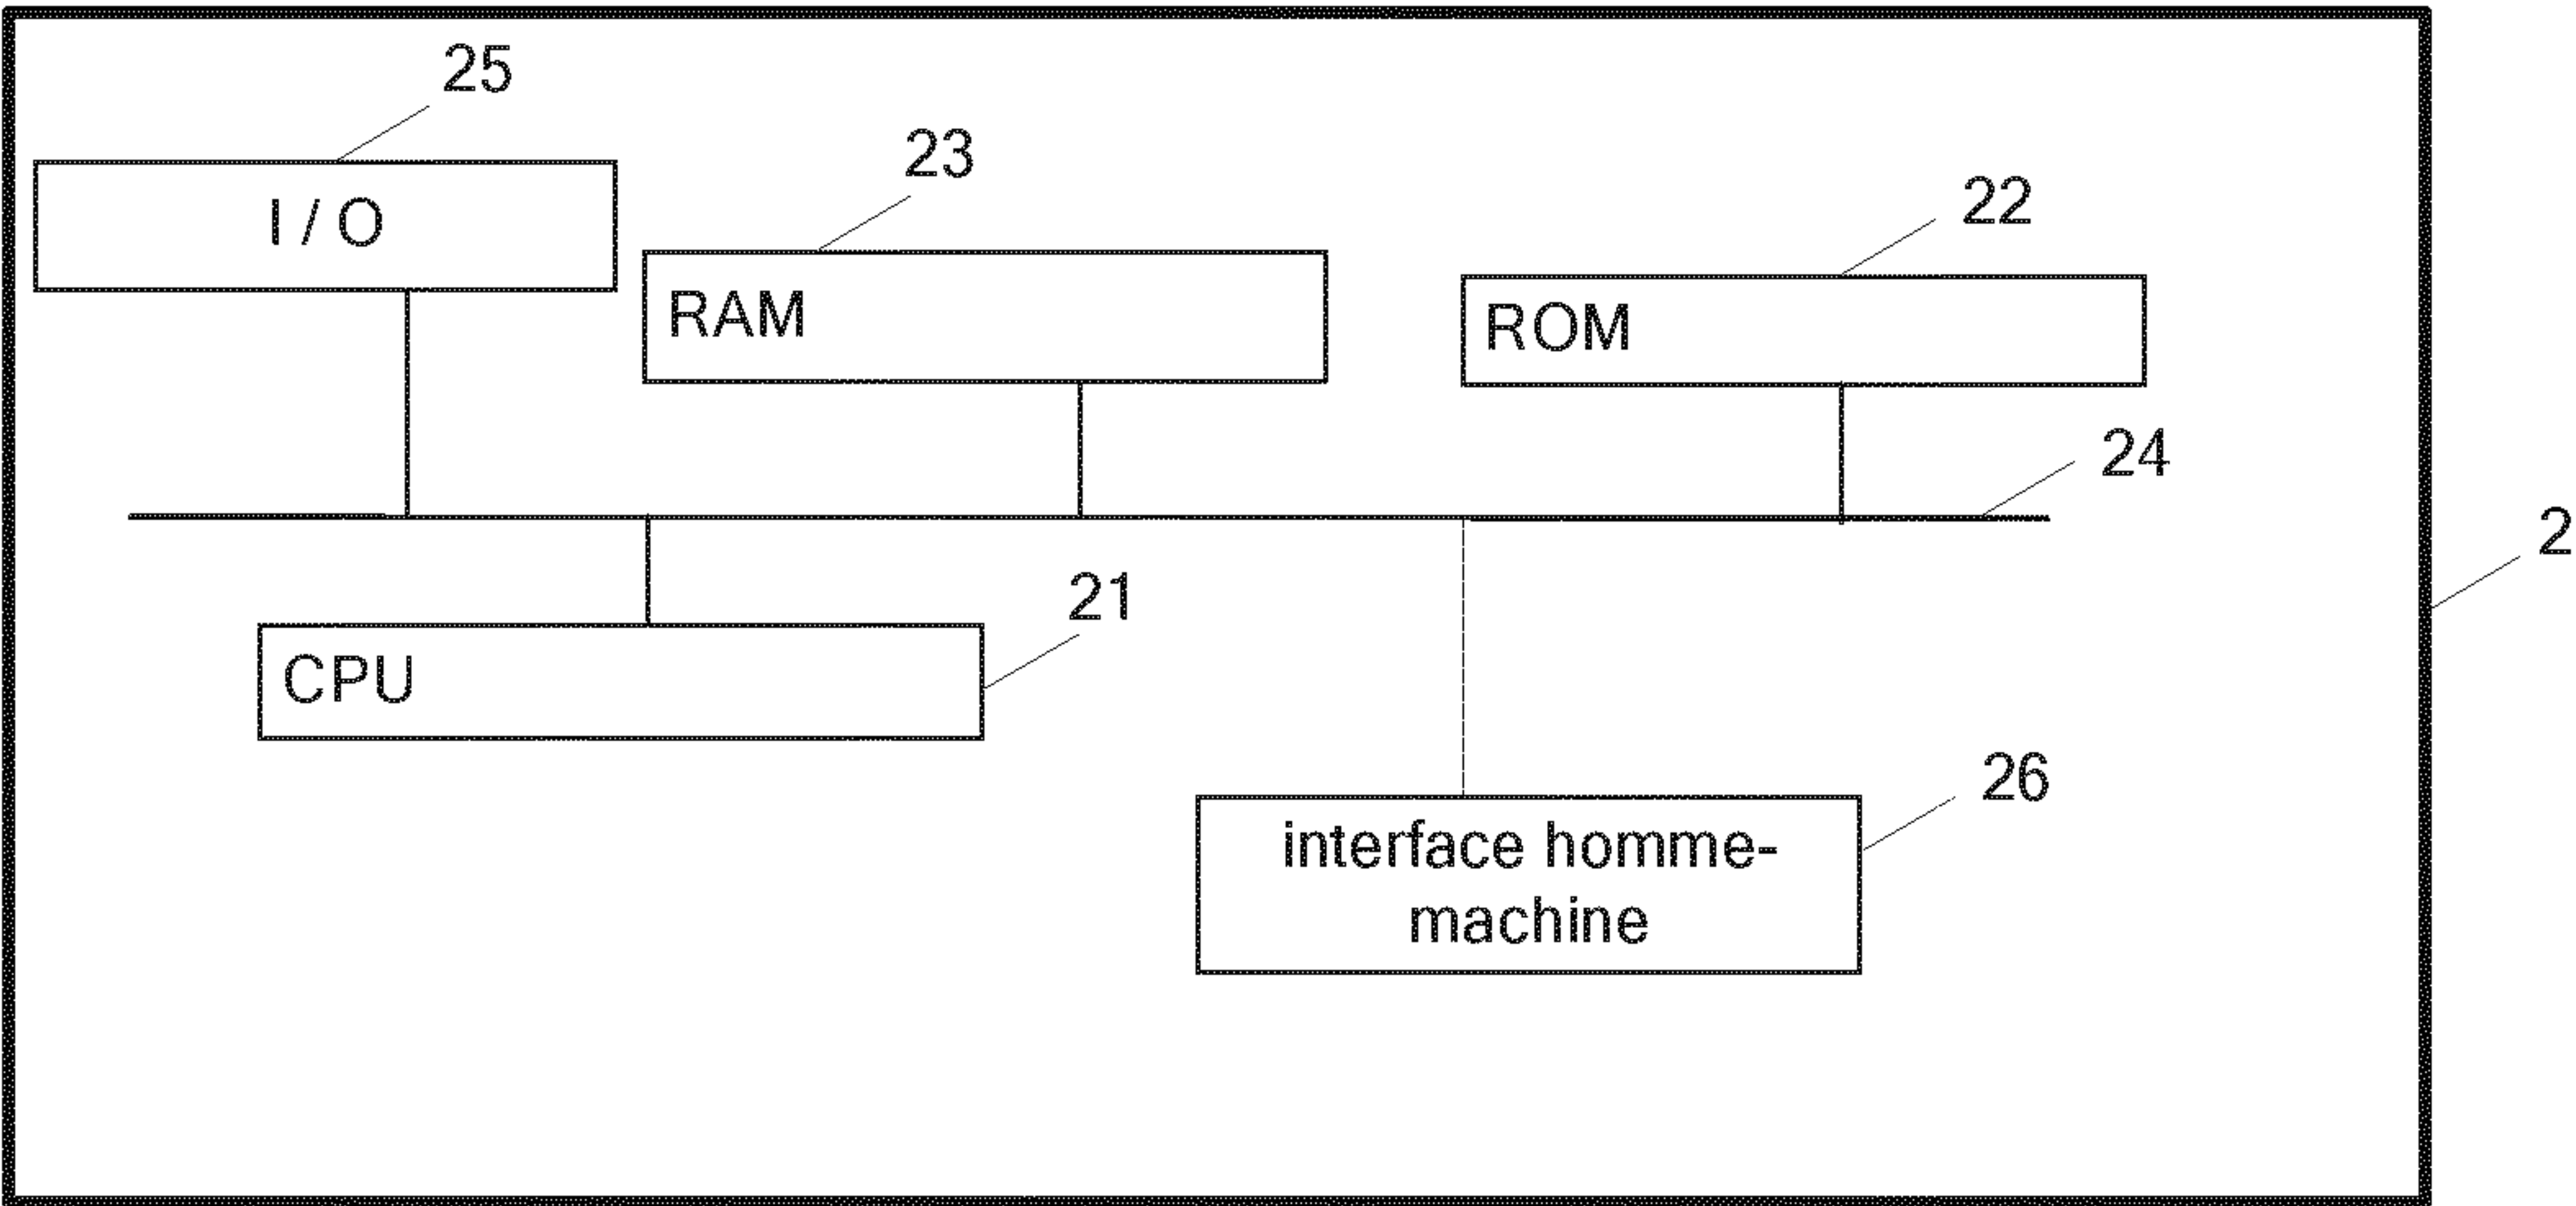 25
23
22
I / O
RAM
ROM
24
2
21
CPU
26
interface homme-
machine